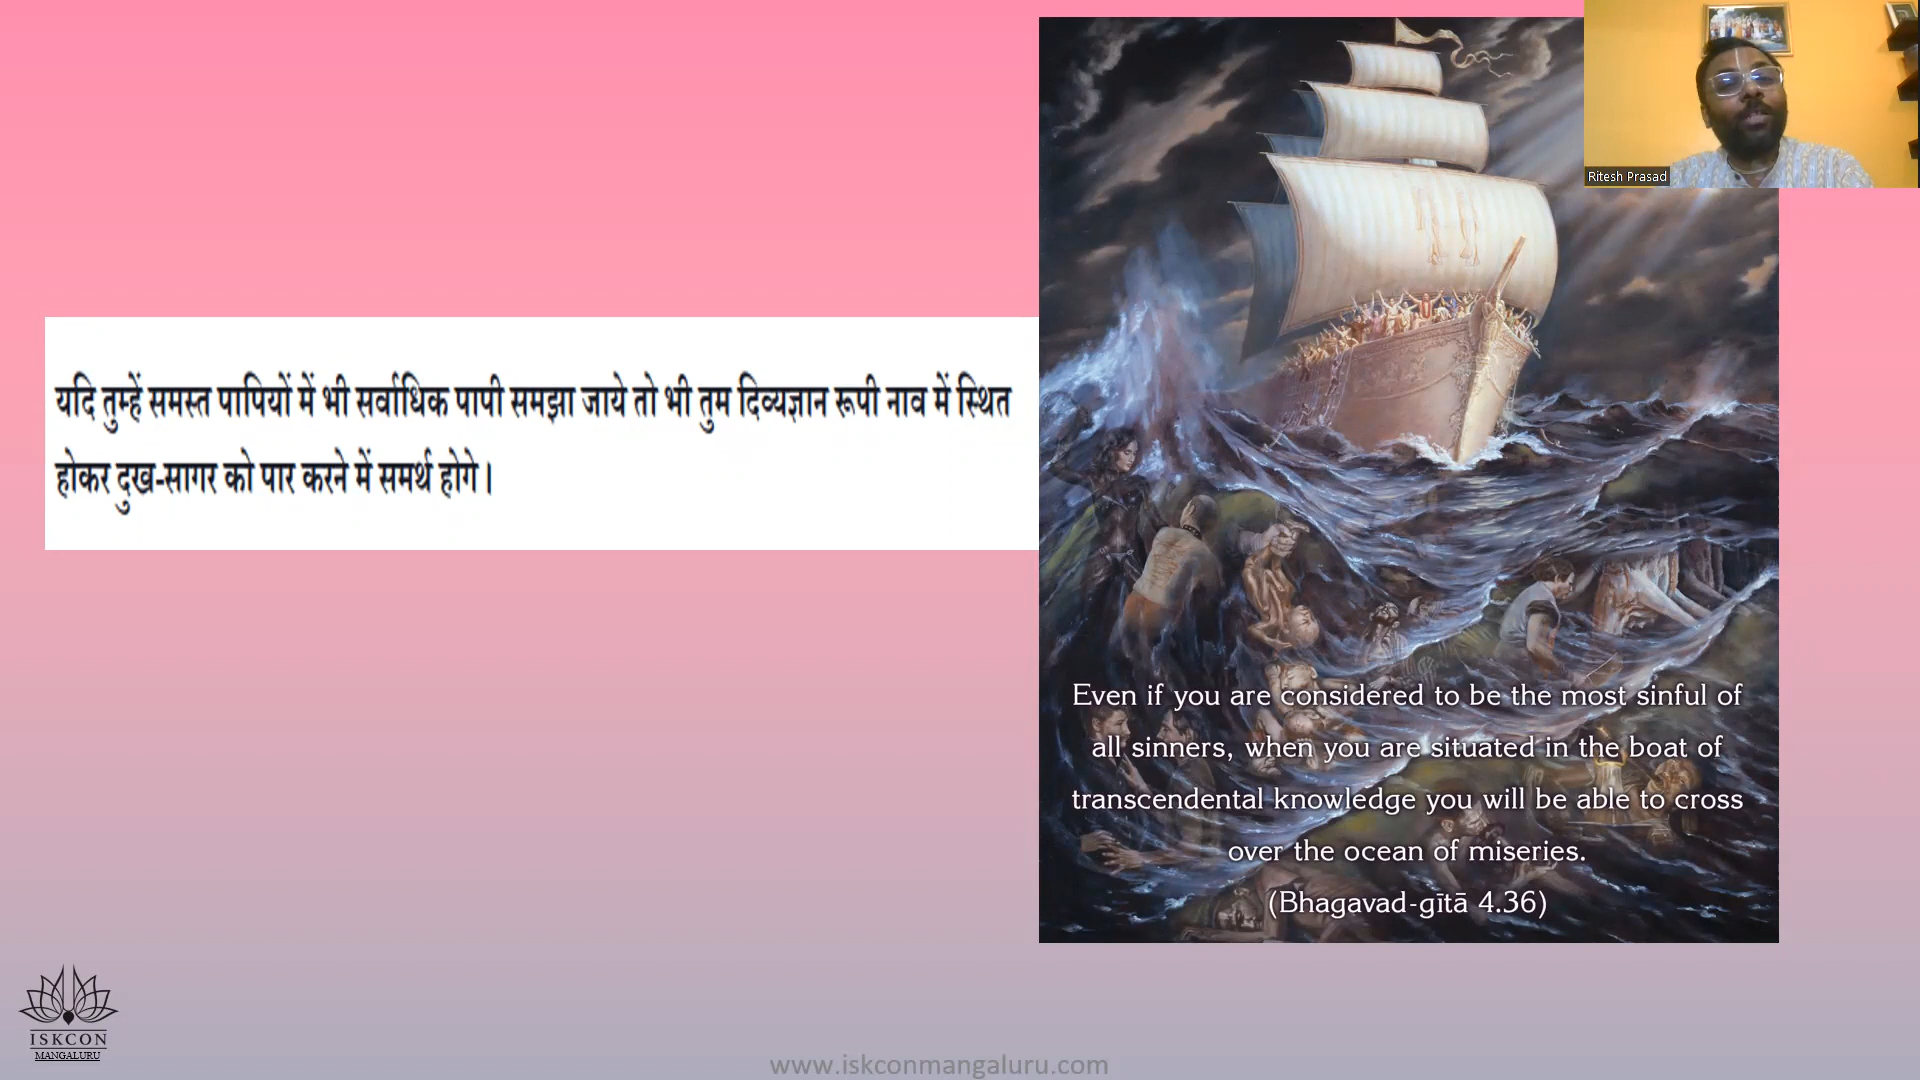 Ritesh Prasad
यदि तुम्हें समस्त पापियों में भी सर्वाधिक पापी समझा जाये तो भी तुम दिव्यज्ञान रूपी नाव में स्थित
होकर दुख-सागर को पार करने में समर्थ होगे।
Even if you are considered to be the most sinful of
all sinners, when you are situated in the boat of
transcendental knowledge you will be able to cross
over the ocean of miseries.
(Bhagavad-gītā 4.36)
ISKCON
MANGALURU
www.iskconmangaluru.com